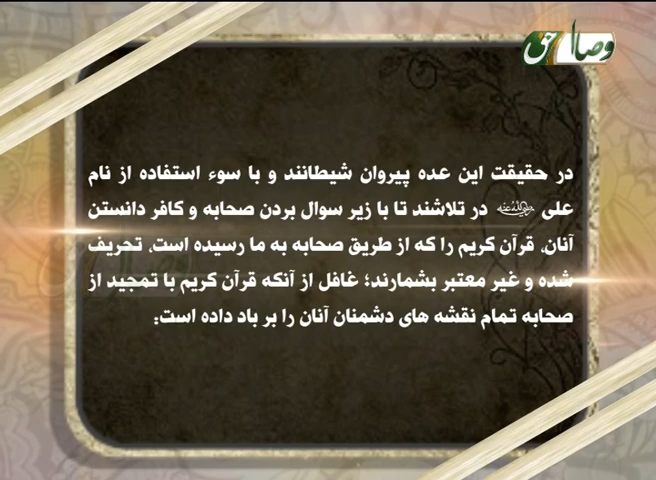 وصال حق
در حقیقت این عده پیروان شیطانند و با سوء استفاده از نام
علی رضی‌الله‌عنه در تلاشند تا با زیر سوال بردن صحابه و کافر دانستن
آنان، قرآن کریم را که از طریق صحابه به ما رسیده است، تحریف
شده و غیر معتبر بشمارند؛ غافل از آنکه قرآن کریم با تمجید از
صحابه تمام نقشه های دشمنان آنان را بر باد داده است: